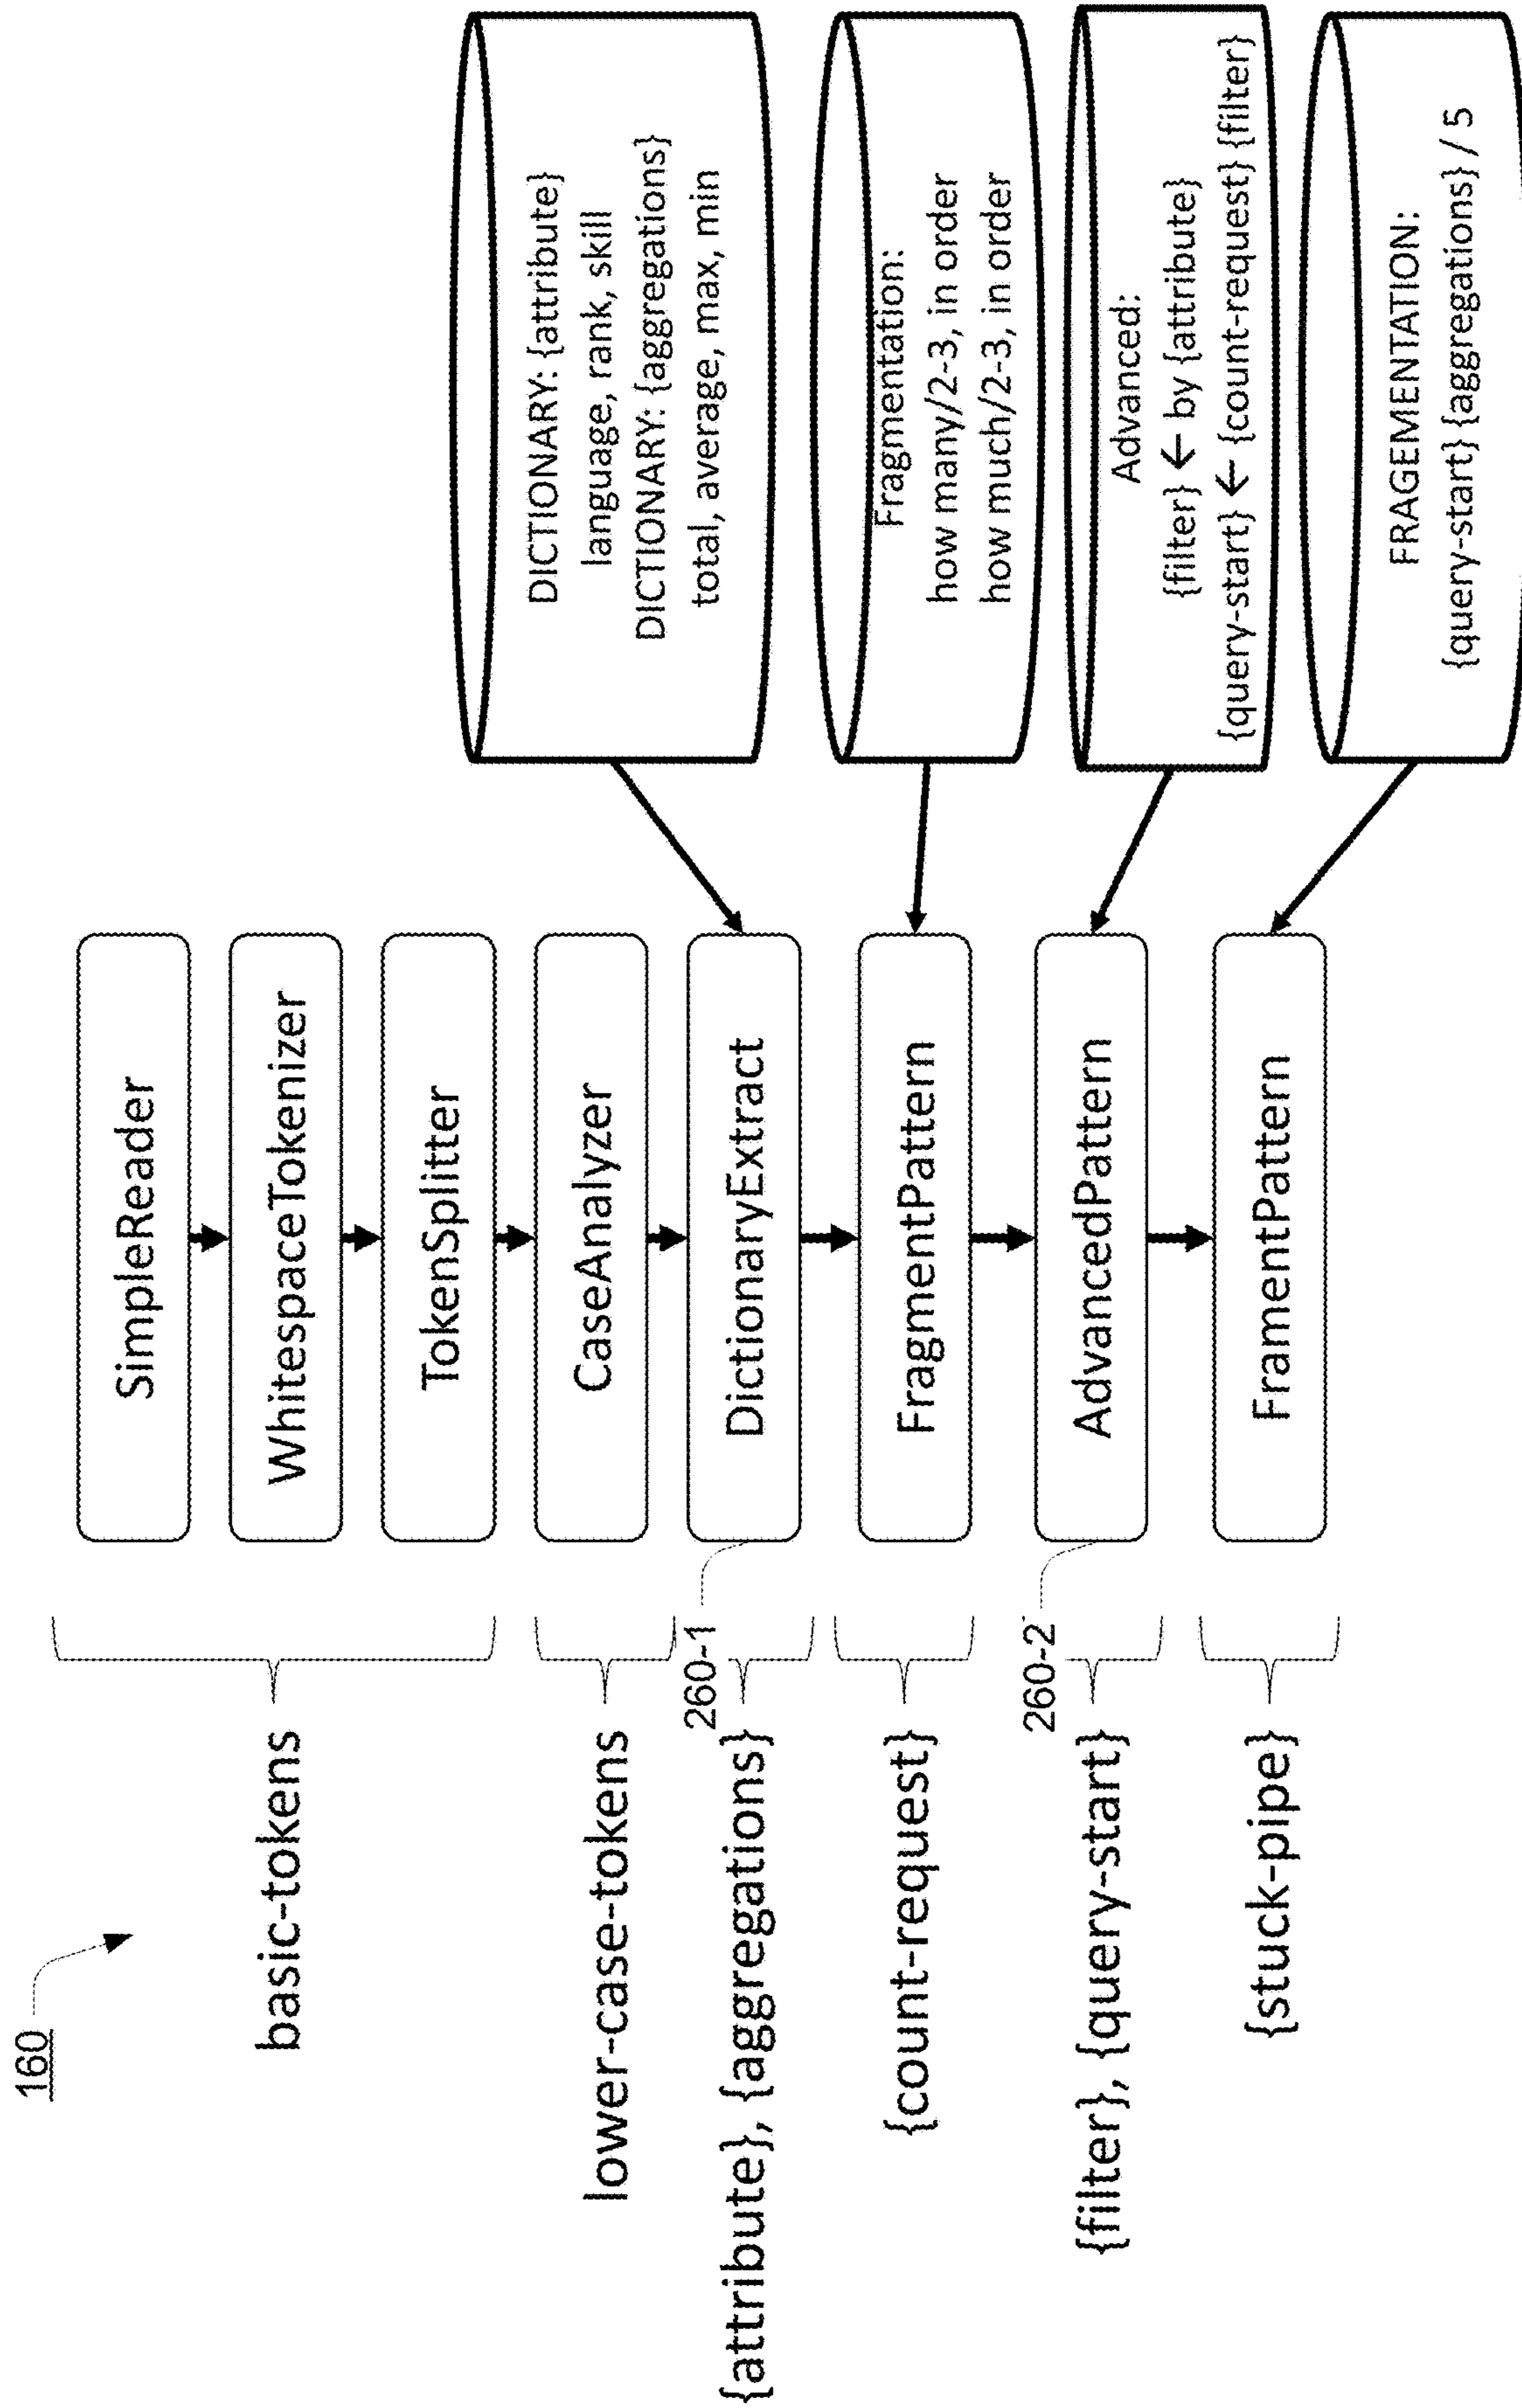 160
basic-tokens
lower-case-tokens
{attribute}, {aggregations}
{count-request}
{filter}, {query-start}
{stuck-pipe}
260-1
260-2
SimpleReader
WhitespaceTokenizer
TokenSplitter
CaseAnalyzer
DictionaryExtract
FragmentPattern
AdvancedPattern
FramentPattern
DICTIONARY: {attribute}
language, rank, skill
DICTIONARY: {aggregations}
total, average, max, min
Fragmentation:
how many/2-3, in order
how much/2-3, in order
Advanced:
{filter} ← by {attribute}
{query-start} ← {count-request} {filter}
FRAGEMENTATION:
{query-start} {aggregations} / 5